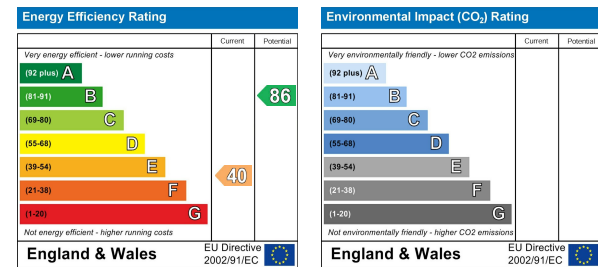 Energy Efficiency Rating
Current Potential
Very energy efficient - lower running costs
(92 plus) A
(81-91) B
86
(69-80) C
(55-68) D
(39-54) E
40
(21-38) F
(1-20) G
Not energy efficient - higher running costs
England & Wales
EU Directive
2002/91/EC
Environmental Impact (CO₂) Rating
Current Potential
Very environmentally friendly - lower CO2 emissions
(92 plus) A
(81-91) B
(69-80) C
(55-68) D
(39-54) E
(21-38) F
(1-20) G
Not environmentally friendly - higher CO2 emissions
England & Wales
EU Directive
2002/91/EC